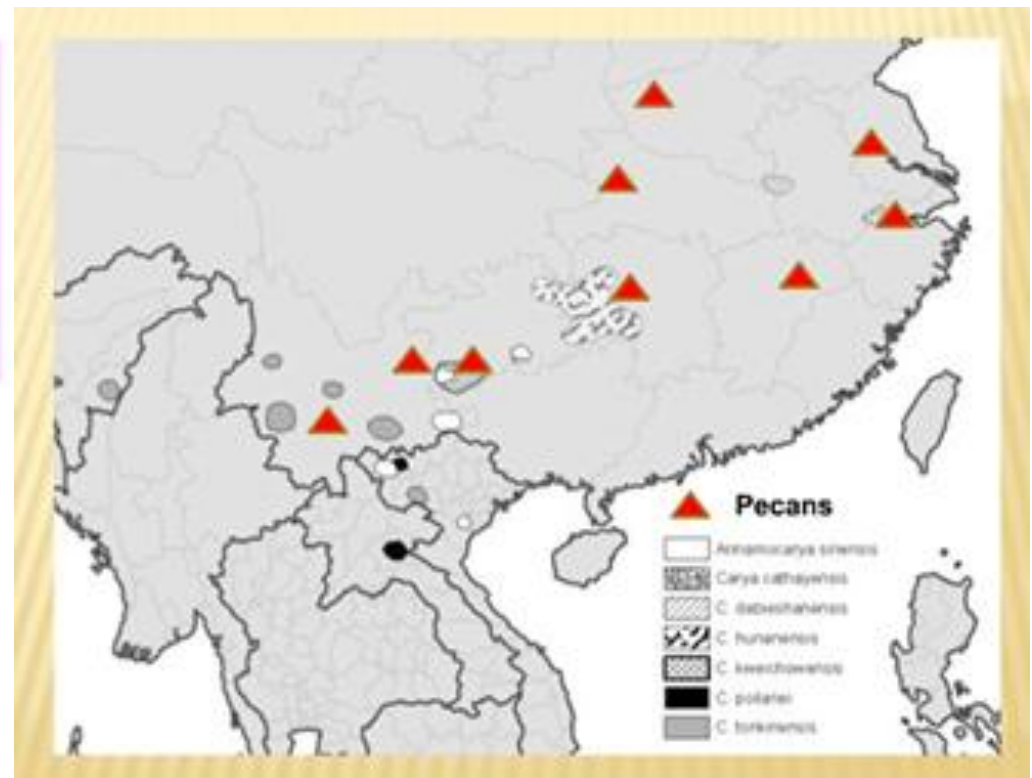 Pecans
Annamocarya sinensis
Carya cathayensis
C. dabieshanensis
C. hunanensis
C. kweichowensis
C. poilanei
C. tonkinensis